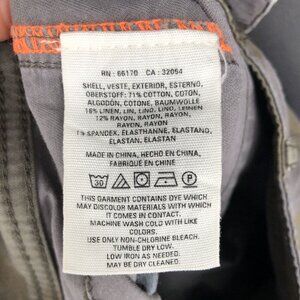 RN : 66170 CA : 32054
SHELL, VESTE, EXTERIOR, ESTERNO,
OBERSTOFF: 71% COTTON, COTON,
ALGODÓN, COTONE, BAUMWOLLE
16% LINEN, LIN, LINO, LINO, LEINEN
12% RAYON, RAYON, RAYON,
RAYON, RAYON
1% SPANDEX, ELASTHANNE, ELASTANO,
ELASTAN, ELASTAN
MADE IN CHINA, HECHO EN CHINA,
FABRIQUÉ EN CHINE
30
P
THIS GARMENT CONTAINS DYE WHICH
MAY DISCOLOR MATERIALS WITH WHICH
IT COMES IN CONTACT.
MACHINE WASH COLD WITH LIKE
COLORS.
USE ONLY NON-CHLORINE BLEACH.
TUMBLE DRY LOW.
LOW IRON AS NEEDED.
MAY BE DRY CLEANED.